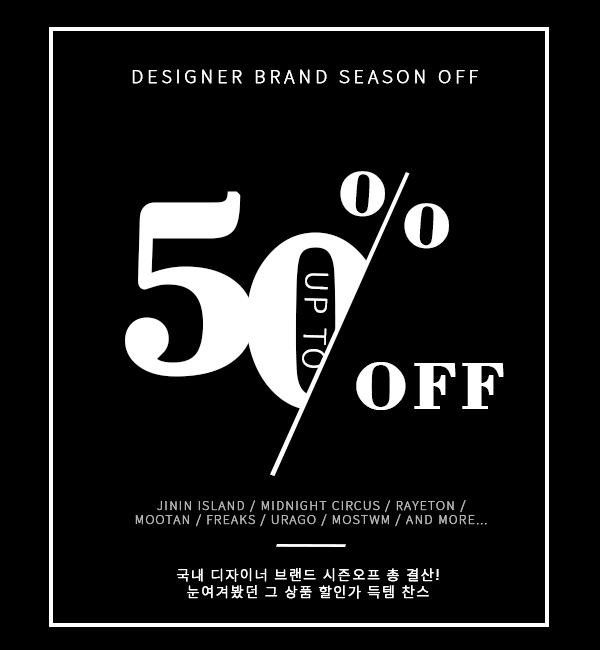 DESIGNER BRAND SEASON OFF
50%
UP TO
OFF
JININ ISLAND / MIDNIGHT CIRCUS / RAYETON /
MOOTAN / FREAKS / URAGO / MOSTWM / AND MORE...
국내 디자이너 브랜드 시즌오프 총 결산!
눈여겨봤던 그 상품 할인가 득템 찬스